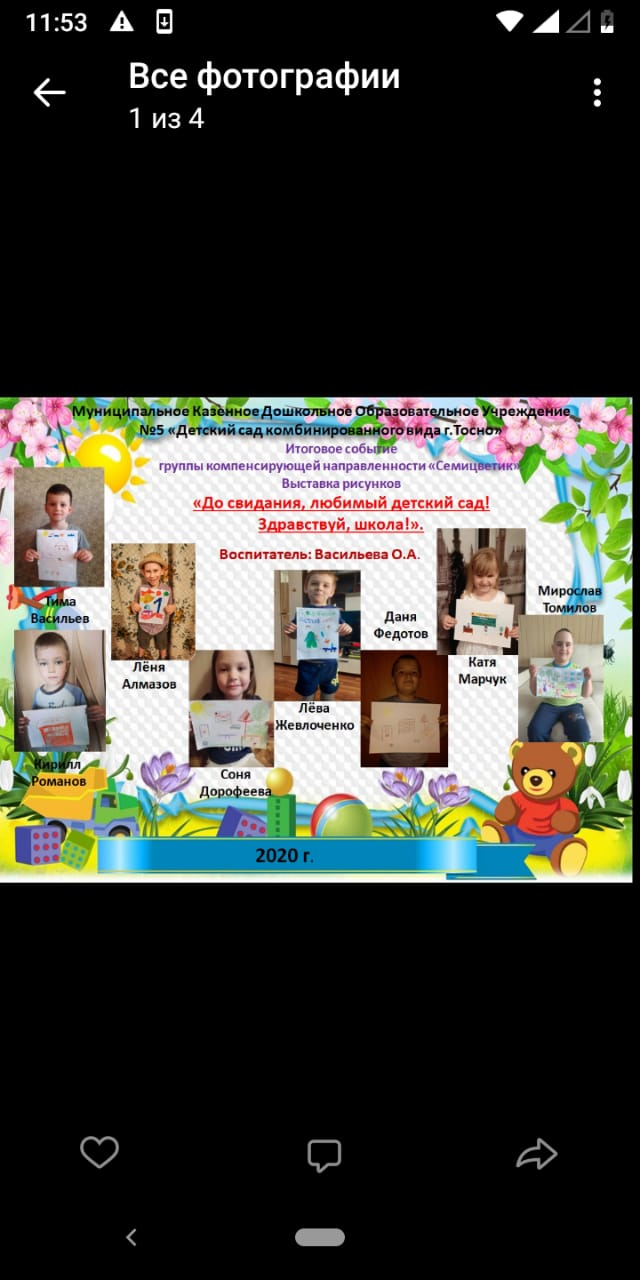 11:53
Все фотографии
1 из 4
Муниципальное Казённое Дошкольное Образовательное Учреждение
№5 «Детский сад комбинированного вида г.Тосно»
Итоговое событие
группы компенсирующей направленности «Семицветик»
Выставка рисунков
«До свидания, любимый детский сад!
Здравствуй, школа!».
Воспитатель: Васильева О.А.
Тима
Васильев
Лёня
Алмазов
Даня
Федотов
Мирослав
Томилов
Катя
Марчук
Лёва
Жевлоченко
Кирилл
Романов
Соня
Дорофеева
1
2020 г.